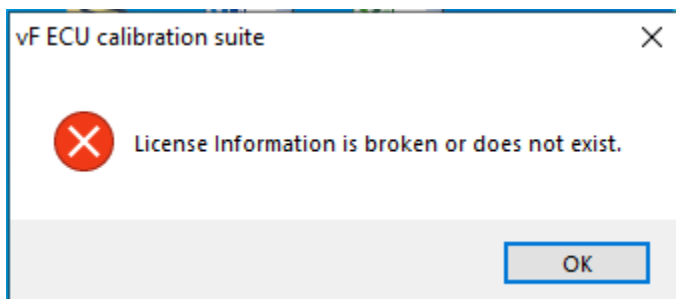 vF ECU calibration suite
License Information is broken or does not exist.
OK